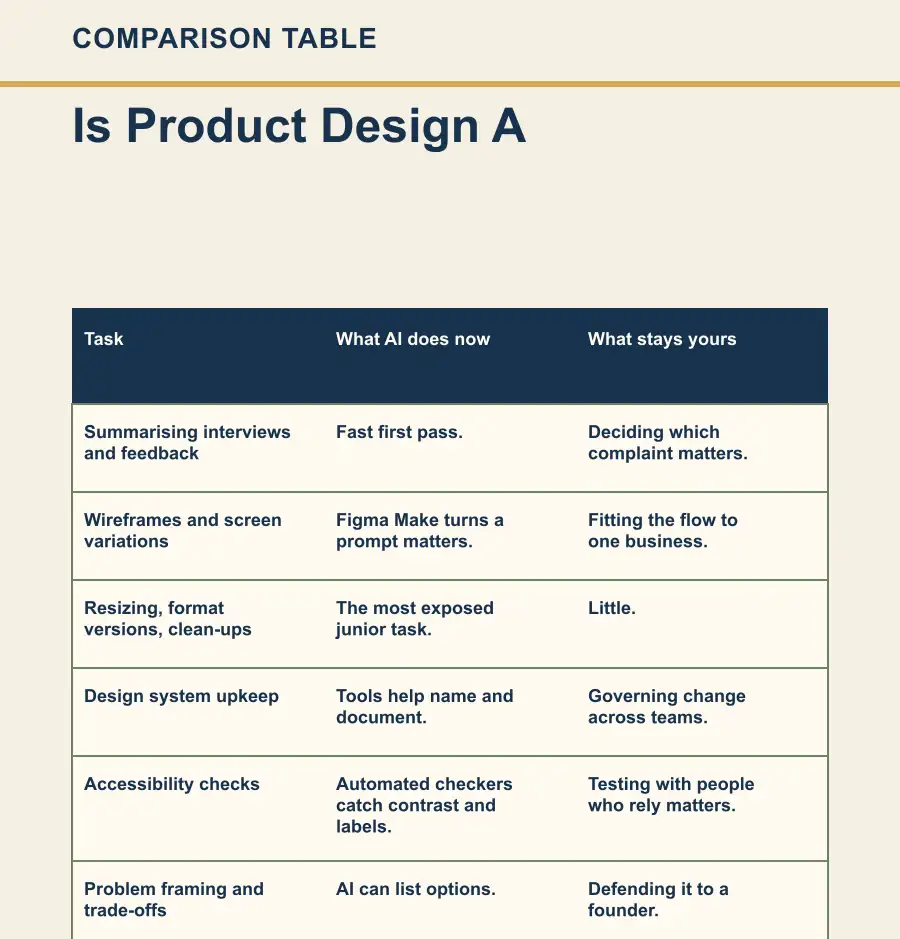 COMPARISON TABLE
Is Product Design A
Task
What AI does now
What stays yours
Summarising interviews
and feedback
Fast first pass.
Deciding which
complaint matters.
Wireframes and screen
variations
Figma Make turns a
prompt matters.
Fitting the flow to
one business.
Resizing, format
versions, clean-ups
The most exposed
junior task.
Little.
Design system upkeep
Tools help name and
document.
Governing change
across teams.
Accessibility checks
Automated checkers
catch contrast and
labels.
Testing with people
who rely matters.
Problem framing and
trade-offs
AI can list options.
Defending it to a
founder.